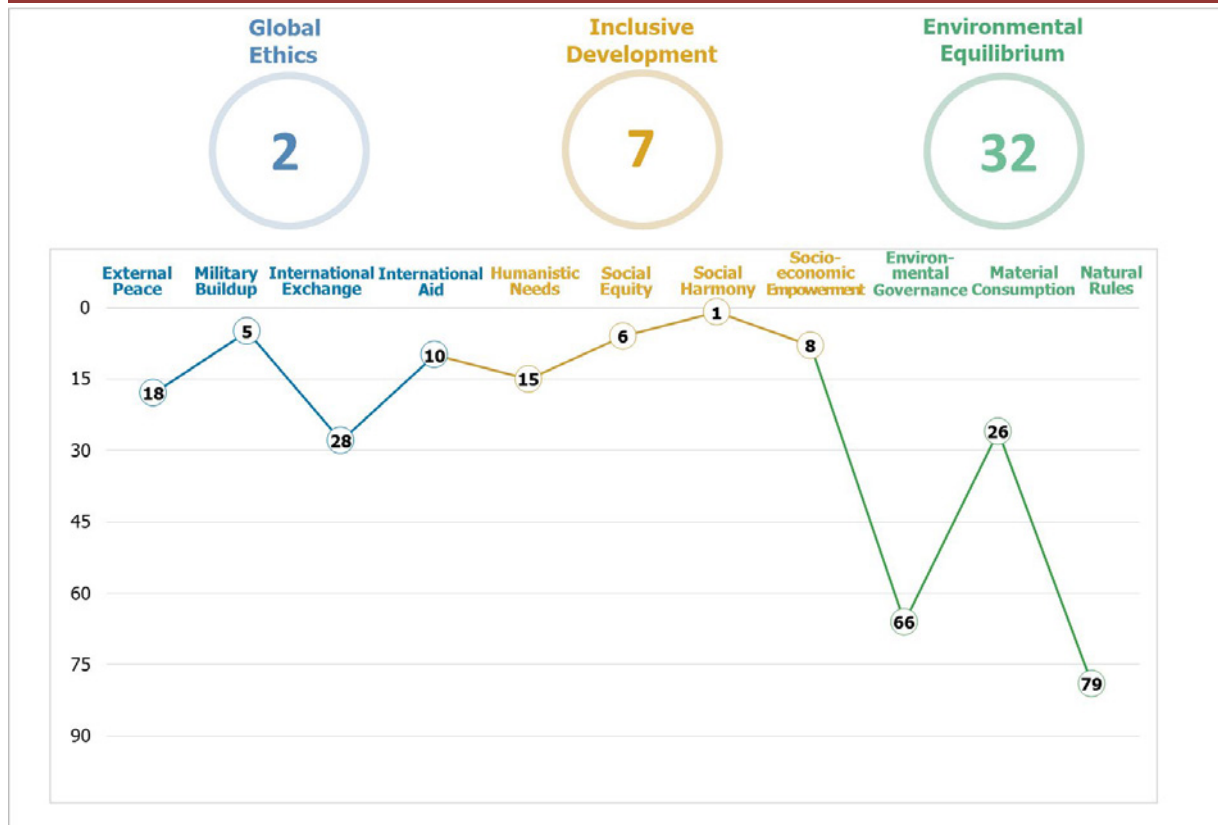 Global
Ethics
Inclusive
Development
Environmental
Equilibrium
2
7
32
External
Peace
Military
Buildup
International
Exchange
International
Aid
Humanistic
Needs
Social
Equity
Social
Harmony
Socio-
economic
Empowerment
Environ-
mental
Governance
Material
Consumption
Natural
Rules
0
15
30
45
60
75
90
18
5
28
10
15
6
1
8
66
26
79